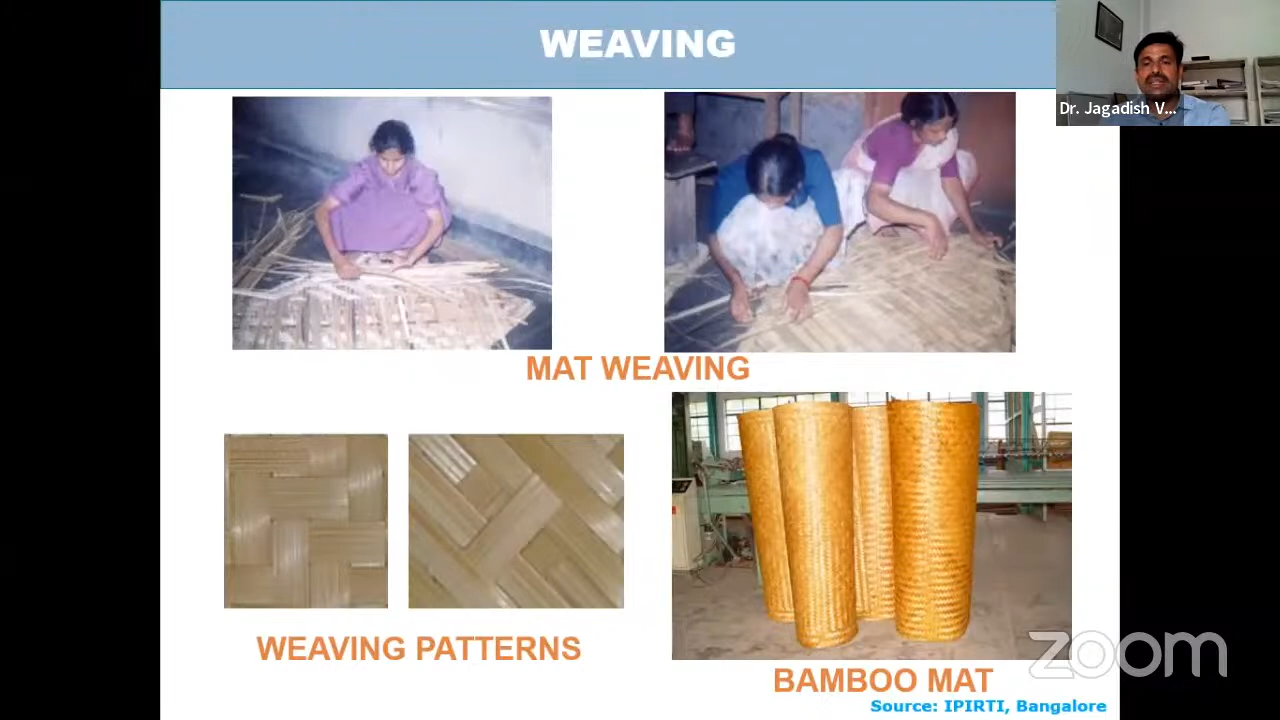 WEAVING
Dr. Jagadish V...
MAT WEAVING
WEAVING PATTERNS
BAMBOO MAT
Source: IPIRTI, Bangalore
zoom